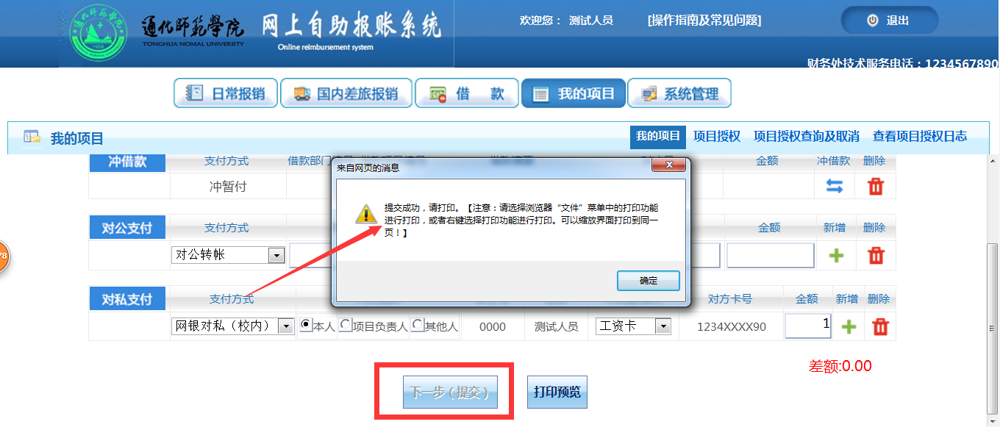 通化師範學院
TONGHUA NOMAL UNIVERSITY
1958
网上自助报账系统
Online reimbursement system
欢迎您： 测试人员 [操作指南及常见问题] 退出
财务处技术服务电话：1234567890
日常报销 国内差旅报销 借 款 我的项目 系统管理
我的项目 我的项目 项目授权 项目授权查询及取消 查看项目授权日志
冲借款 支付方式 借款部门 金额 冲借款 删除
冲暂付
来自网页的消息
提交成功，请打印。【注意：请选择浏览器“文件”菜单中的打印功能
进行打印，或者右键选择打印功能进行打印。可以缩放界面打印到同一
页！】
确定
对公支付 支付方式 金额 新增 删除
对公转帐
78
对私支付 支付方式 对方卡号 金额 新增 删除
网银对私（校内） 本人 项目负责人 其他人 0000 测试人员 工资卡 1234XXXX90 1
差额:0.00
下一步（提交） 打印预览